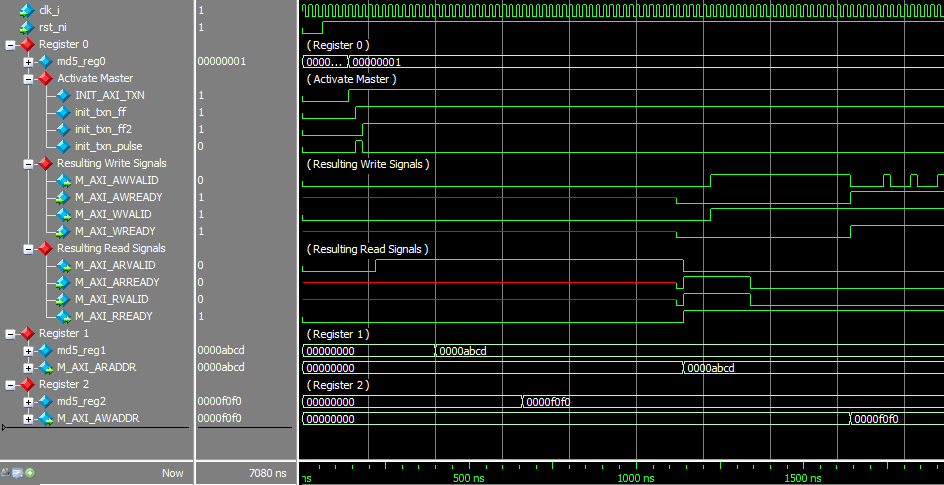 clk_i 1
rst_ni 1
Register 0 ( Register 0 )
md5_reg0 00000001 0000... 00000001
Activate Master ( Activate Master )
INIT_AXI_TXN 1
init_txn_ff 1
init_txn_ff2 1
init_txn_pulse 0
Resulting Write Signals ( Resulting Write Signals )
M_AXI_AWVALID 0
M_AXI_AWREADY 1
M_AXI_WVALID 1
M_AXI_WREADY 1
Resulting Read Signals ( Resulting Read Signals )
M_AXI_ARVALID 0
M_AXI_ARREADY 0
M_AXI_RVALID 0
M_AXI_RREADY 1
Register 1 ( Register 1 )
md5_reg1 0000abcd 00000000 0000abcd
M_AXI_ARADDR 0000abcd 00000000 0000abcd
Register 2 ( Register 2 )
md5_reg2 0000f0f0 00000000 0000f0f0
M_AXI_AWADDR 0000f0f0 00000000 0000f0f0
Now 7080 ns ns 500 ns 1000 ns 1500 ns